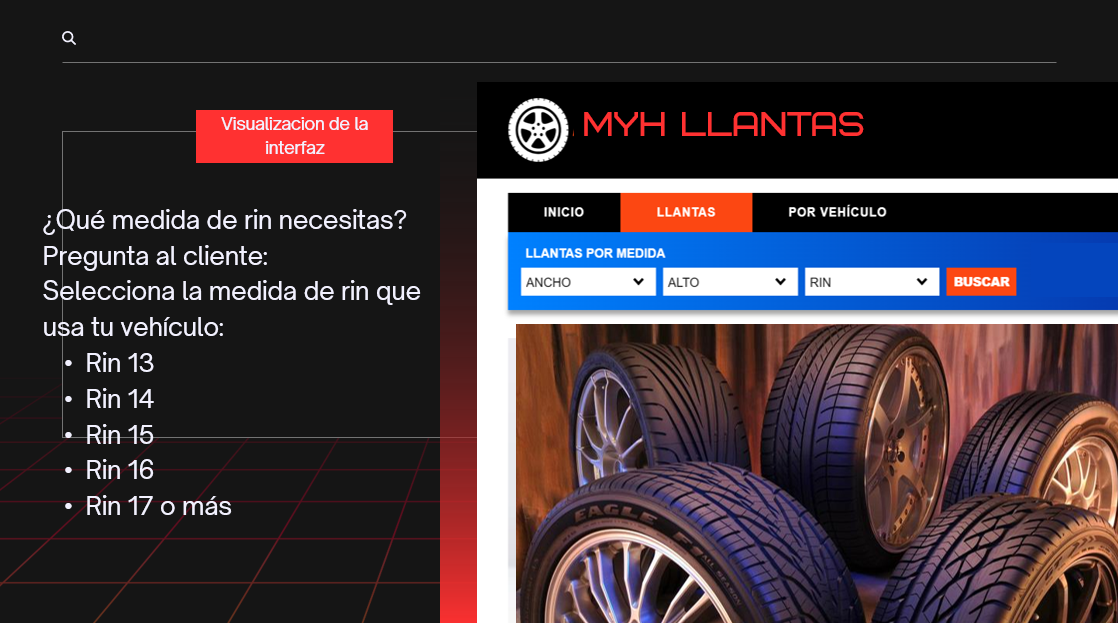 Visualizacion de la
interfaz
¿Qué medida de rin necesitas?
Pregunta al cliente:
Selecciona la medida de rin que
usa tu vehículo:
• Rin 13
• Rin 14
• Rin 15
• Rin 16
• Rin 17 o más
MYH LLANTAS
INICIO LLANTAS POR VEHÍCULO
LLANTAS POR MEDIDA
ANCHO ALTO RIN BUSCAR
EAGLE